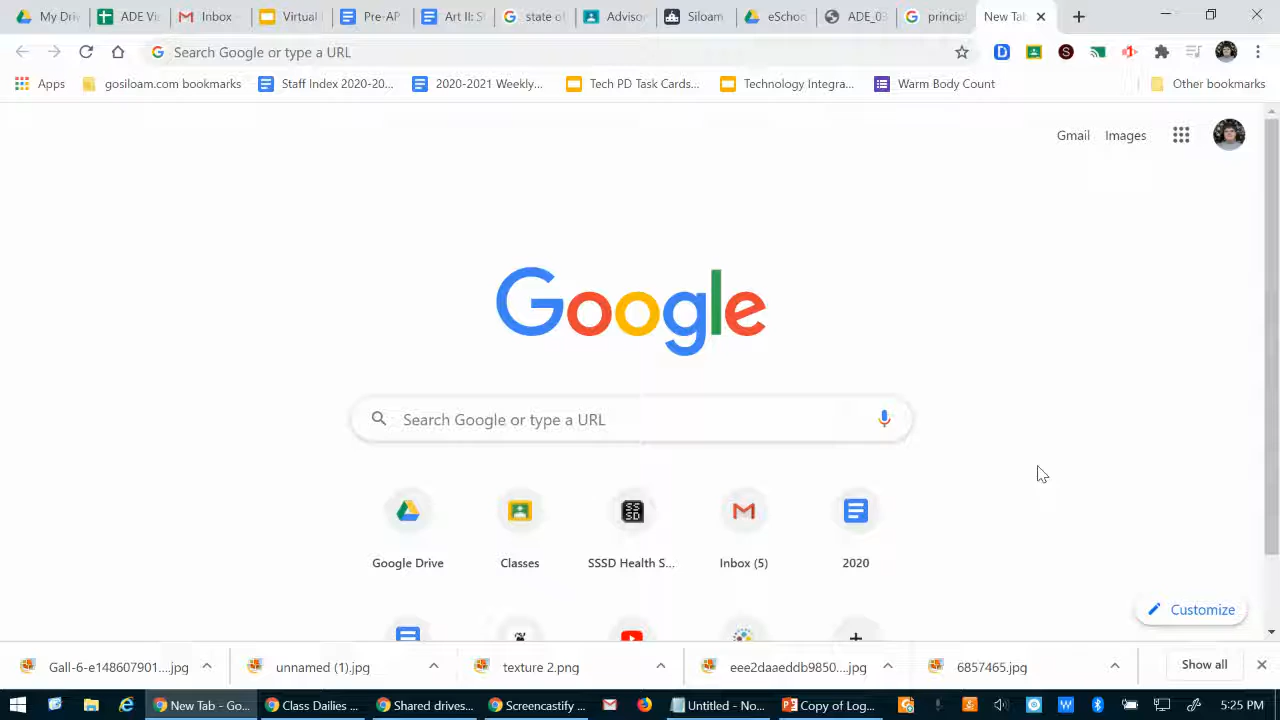 My Driv
ADE V
Inbox
Virtual
Pre-AP
Art II: S
state of
Advisor
Siloam
eSchoo
ADE_03
princip
New Tab
Search Google or type a URL
Apps
gosiloam.com bookmarks
Staff Index 2020-20...
2020-2021 Weekly...
Tech PD Task Cards...
Technology Integra...
Warm Body Count
Other bookmarks
Gmail
Images
Google
Search Google or type a URL
Google Drive
Classes
SSSD Health S...
Inbox (5)
2020
Customize
Gall-6-e148607901....jpg
unnamed (1).jpg
texture 2.png
eee2daaeddb9850....jpg
6857465.jpg
Show all
New Tab - Go...
Class Dailies ...
Shared drives...
Screencastify ...
Untitled - No...
Copy of Log...
5:25 PM